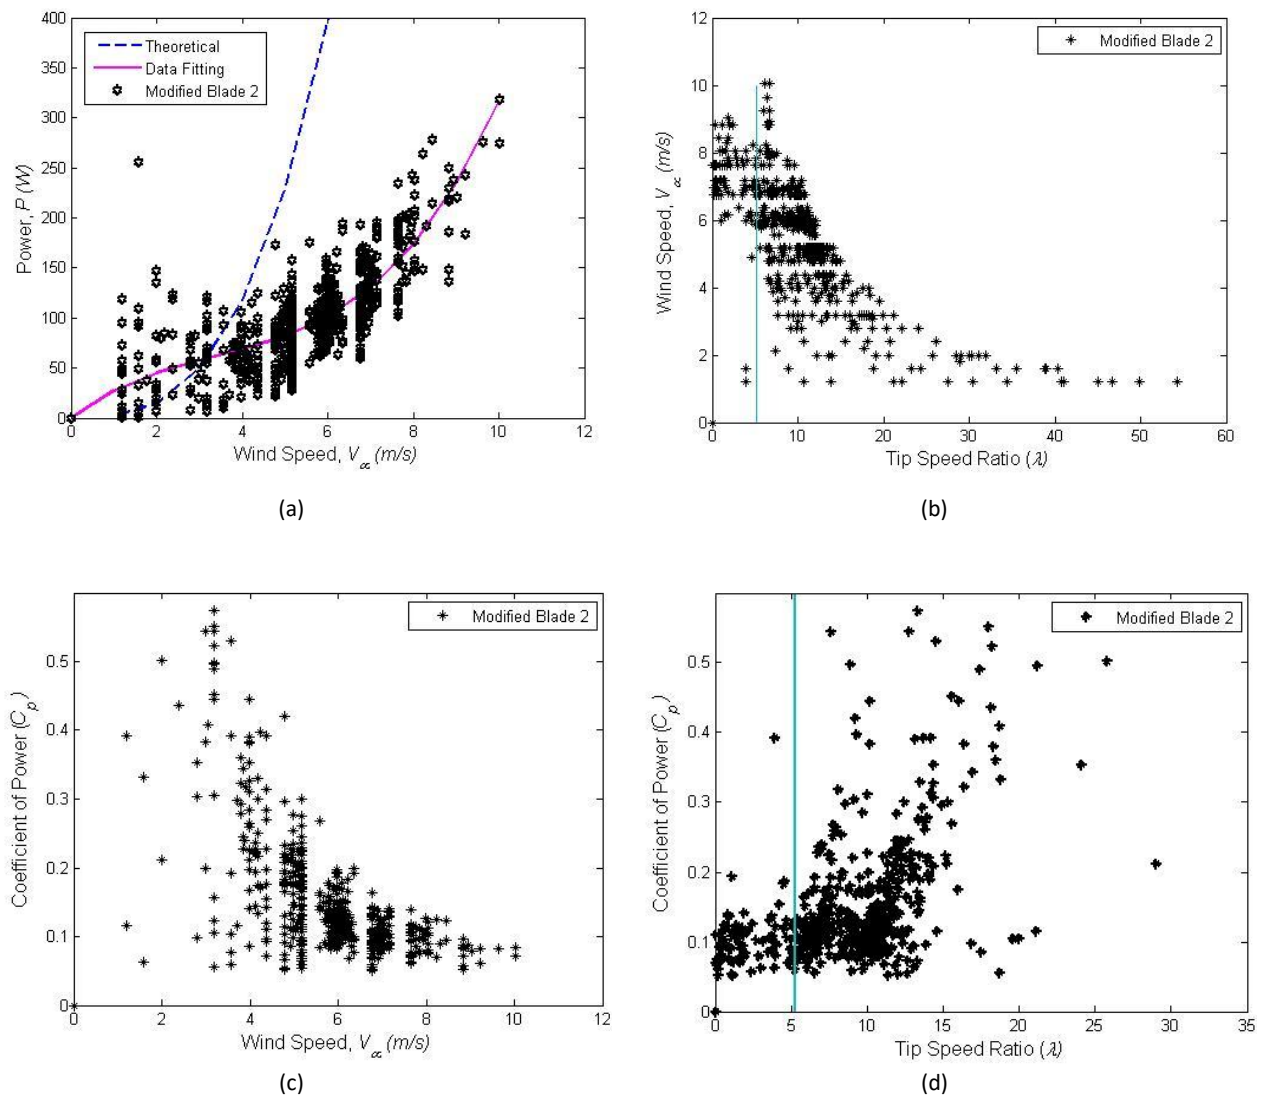 400
350
300
250
200
150
100
50
0
Power, P (W)
Theoretical
Data Fitting
Modified Blade 2
0 2 4 6 8 10 12
Wind Speed, V∝ (m/s)
(a)
12
10
8
6
4
2
0
Wind Speed, V∝ (m/s)
Modified Blade 2
0 10 20 30 40 50 60
Tip Speed Ratio (λ)
(b)
0.5
0.4
0.3
0.2
0.1
0
Coefficient of Power (Cp)
Modified Blade 2
0 2 4 6 8 10 12
Wind Speed, V∝ (m/s)
(c)
0.5
0.4
0.3
0.2
0.1
0
Coefficient of Power (Cp)
Modified Blade 2
0 5 10 15 20 25 30 35
Tip Speed Ratio (λ)
(d)